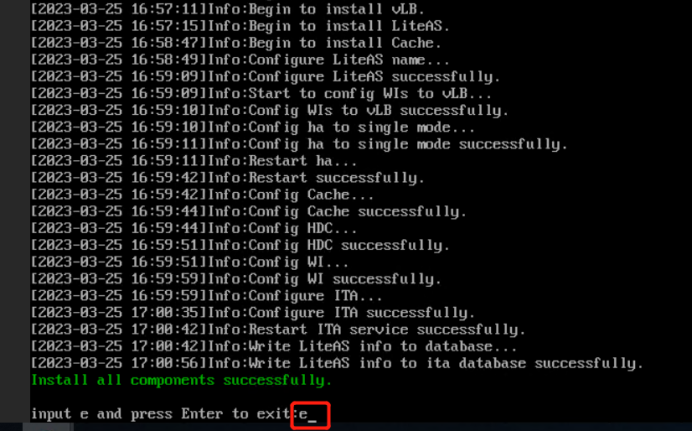 [2023-03-25 16:57:11]Info:Begin to install vLB.
[2023-03-25 16:57:15]Info:Begin to install LiteAS.
[2023-03-25 16:58:47]Info:Begin to install Cache.
[2023-03-25 16:58:49]Info:Configure LiteAS name...
[2023-03-25 16:59:09]Info:Configure LiteAS successfully.
[2023-03-25 16:59:09]Info:Start to config WIs to vLB...
[2023-03-25 16:59:10]Info:Config WIs to vLB successfully.
[2023-03-25 16:59:10]Info:Config ha to single mode...
[2023-03-25 16:59:11]Info:Config ha to single mode successfully.
[2023-03-25 16:59:11]Info:Restart ha...
[2023-03-25 16:59:42]Info:Restart successfully.
[2023-03-25 16:59:42]Info:Config Cache...
[2023-03-25 16:59:44]Info:Config Cache successfully.
[2023-03-25 16:59:44]Info:Config HDC...
[2023-03-25 16:59:51]Info:Config HDC successfully.
[2023-03-25 16:59:51]Info:Config WI...
[2023-03-25 16:59:59]Info:Config WI successfully.
[2023-03-25 16:59:59]Info:Configure ITA...
[2023-03-25 17:00:35]Info:Configure ITA successfully.
[2023-03-25 17:00:42]Info:Restart ITA service successfully.
[2023-03-25 17:00:42]Info:Write LiteAS info to database...
[2023-03-25 17:00:56]Info:Write LiteAS info to ita database successfully.
Install all components successfully.
input e and press Enter to exit:e_